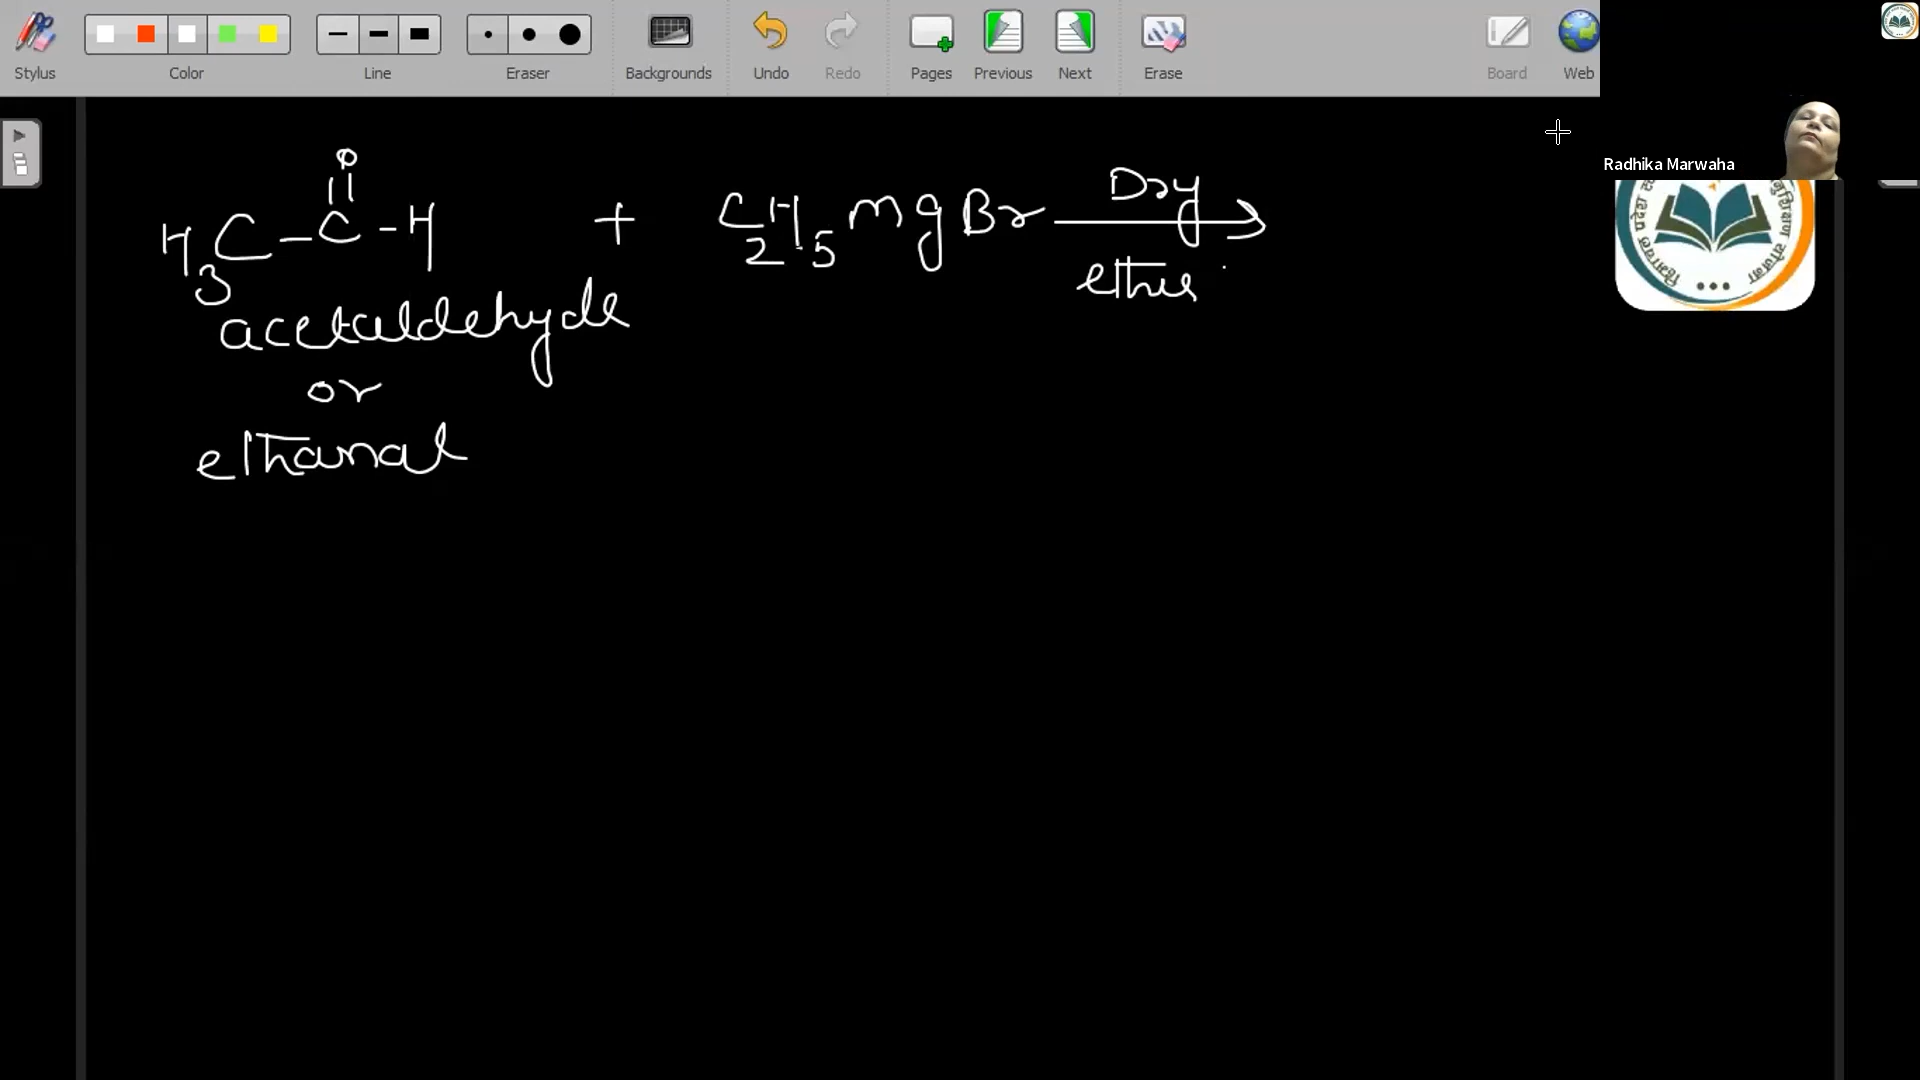 Stylus
Color
Line
Eraser
Backgrounds
Undo
Redo
Pages
Previous
Next
Erase
Board
Web
Radhika Marwaha
O
||
H3C-C-H + C2H5mgBr
Dry
ethe
acetaldehyde
or
ethanal